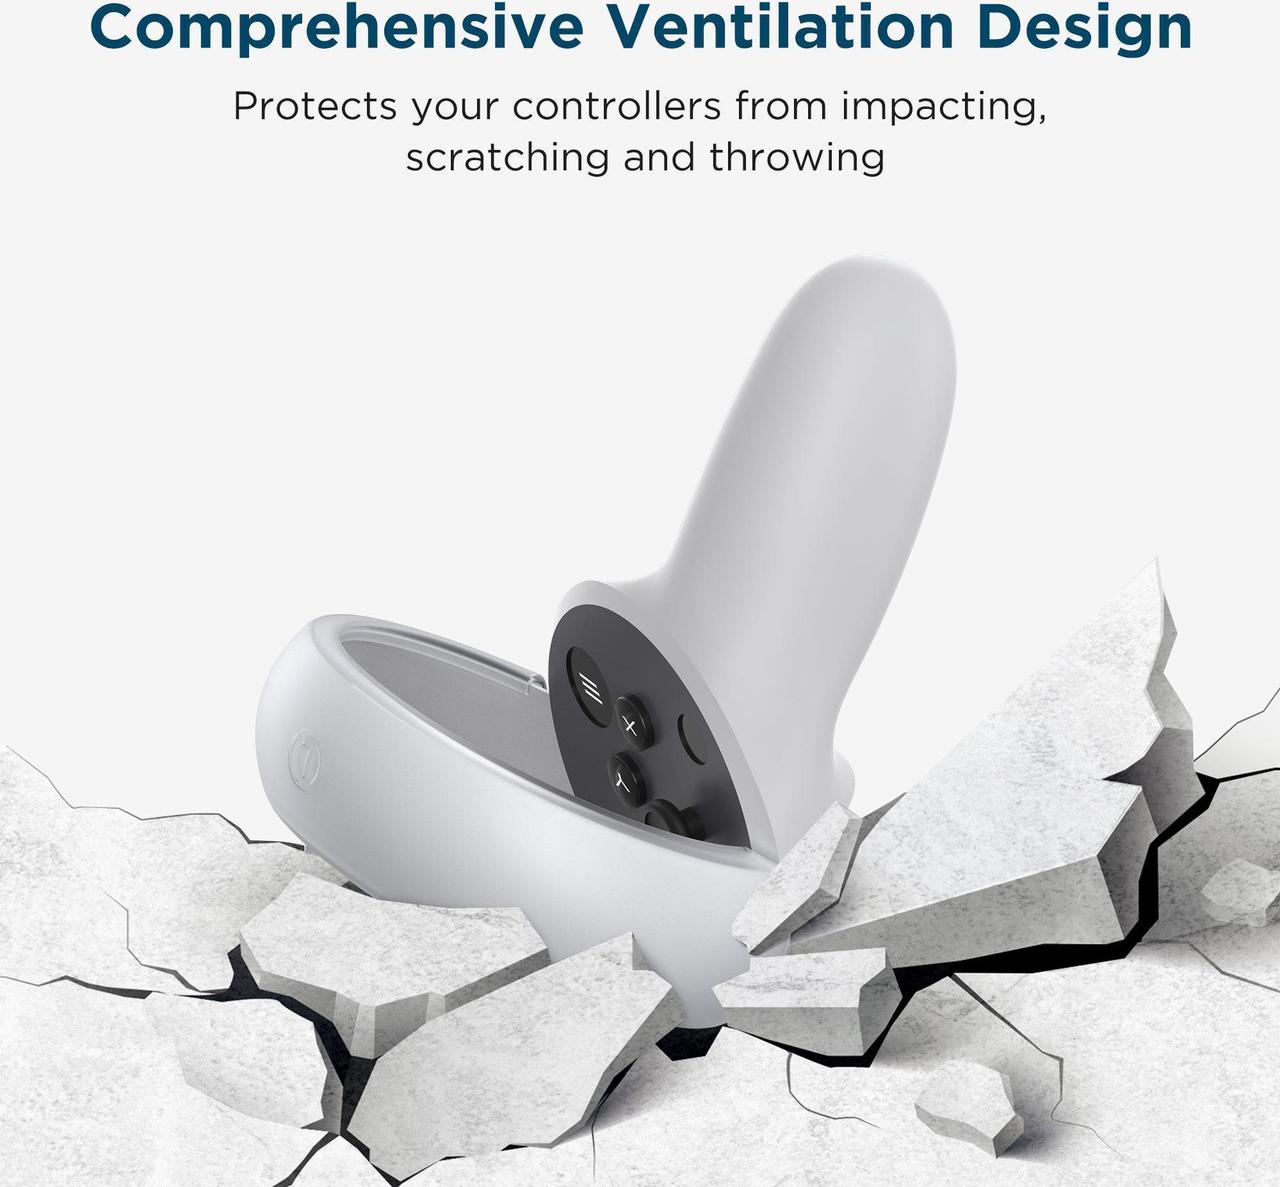 Comprehensive Ventilation Design
Protects your controllers from impacting,
scratching and throwing
X
Y